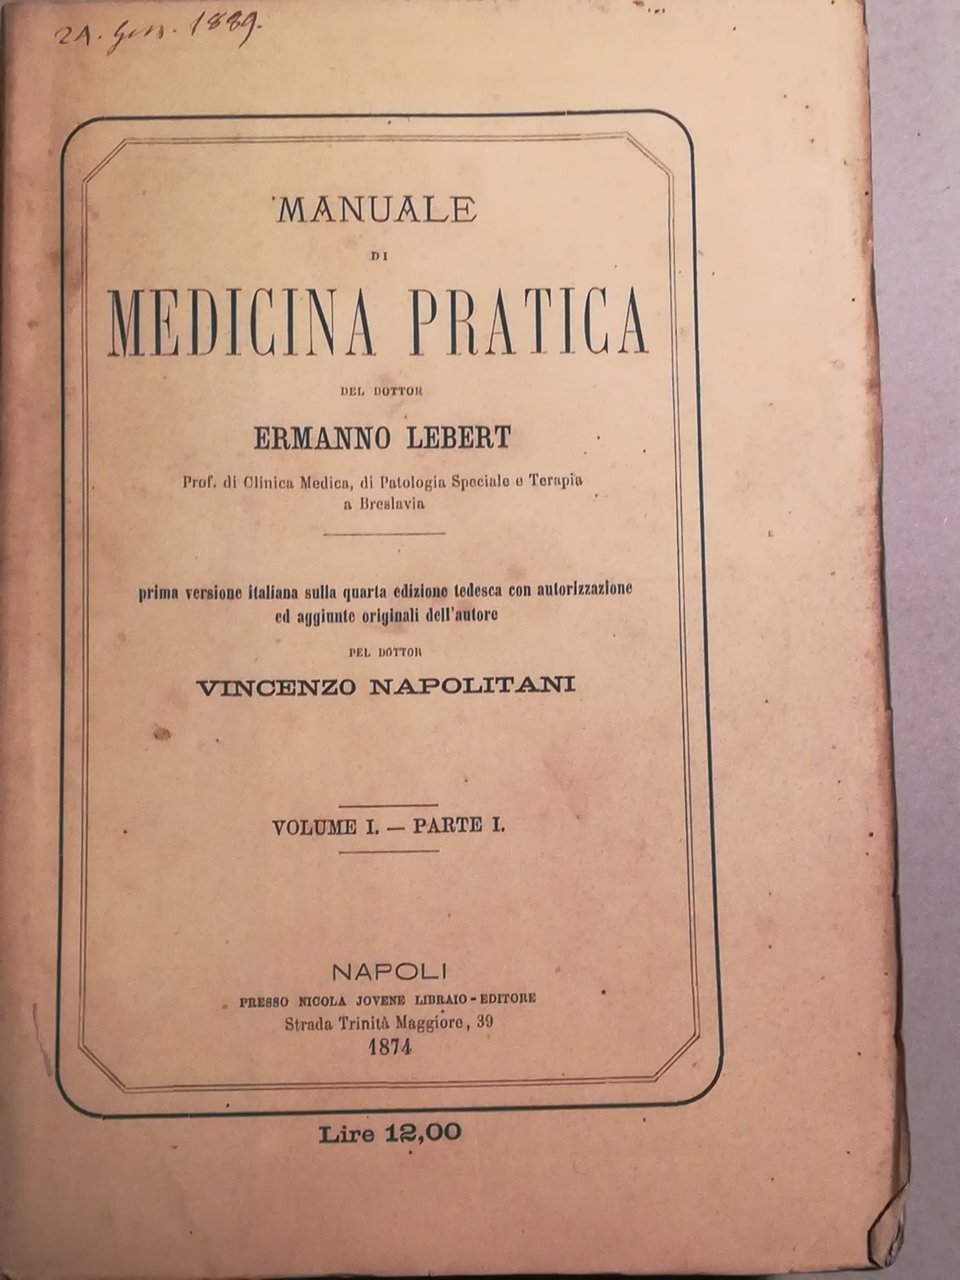 24. Gen. 1889.
MANUALE
DI
MEDICINA PRATICA
DEL DOTTOR
ERMANNO LEBERT
Prof. di Clinica Medica, di Patologia Speciale e Terapia
a Breslavia
prima versione italiana sulla quarta edizione tedesca con autorizzazione
ed aggiunte originali dell'autore
PEL DOTTOR
VINCENZO NAPOLITANI
VOLUME I. — PARTE I.
NAPOLI
PRESSO NICOLA JOVENE LIBRAIO-EDITORE
Strada Trinità Maggiore, 39
1874
Lire 12,00